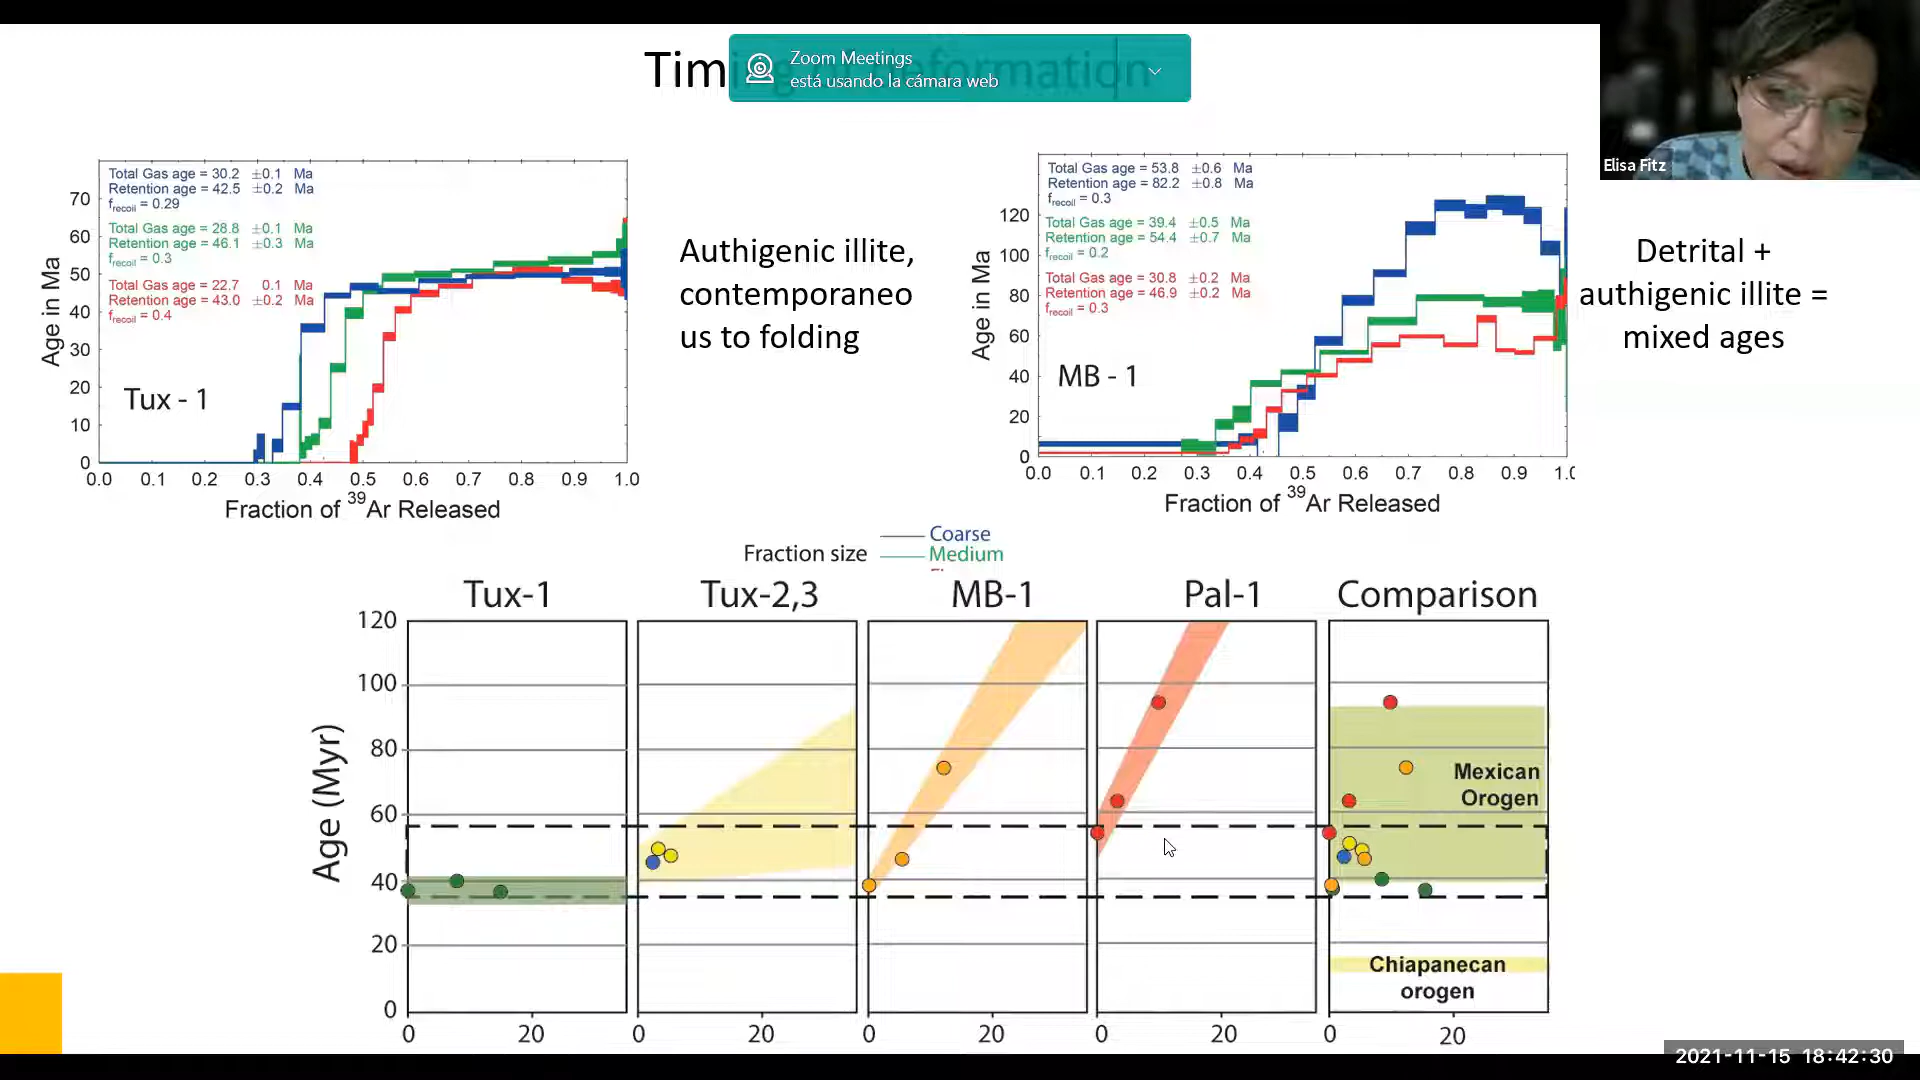 Timing of deformation
Zoom Meetings
está usando la cámara web
Elisa Fitz
Total Gas age = 30.2 ±0.1 Ma
Retention age = 42.5 ±0.2 Ma
frecoil = 0.29
Total Gas age = 28.8 ±0.1 Ma
Retention age = 46.1 ±0.3 Ma
frecoil = 0.3
Total Gas age = 22.7 0.1 Ma
Retention age = 43.0 ±0.2 Ma
frecoil = 0.4
70
60
50
40
30
20
10
0
Age in Ma
Tux - 1
0.0 0.1 0.2 0.3 0.4 0.5 0.6 0.7 0.8 0.9 1.0
Fraction of 39Ar Released
Authigenic illite,
contemporaneo
us to folding
Total Gas age = 53.8 ±0.6 Ma
Retention age = 82.2 ±0.8 Ma
frecoil = 0.3
Total Gas age = 39.4 ±0.5 Ma
Retention age = 54.4 ±0.7 Ma
frecoil = 0.2
Total Gas age = 30.8 ±0.2 Ma
Retention age = 46.9 ±0.2 Ma
frecoil = 0.3
120
100
80
60
40
20
0
Age in Ma
MB - 1
0.0 0.1 0.2 0.3 0.4 0.5 0.6 0.7 0.8 0.9 1.0
Fraction of 39Ar Released
Detrital +
authigenic illite =
mixed ages
Fraction size
Coarse
Medium
Tux-1 Tux-2,3 MB-1 Pal-1 Comparison
120
100
80
60
40
20
0
Age (Myr)
Mexican
Orogen
Chiapanecan
orogen
0 20 0 20 0 20 0 20 0 20
2021-11-15 18:42:30